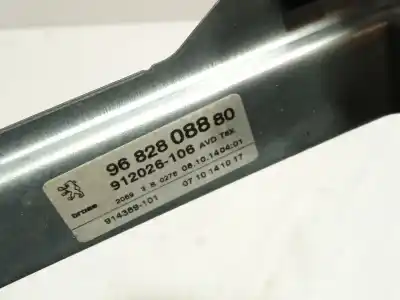 96 828 088 80
912026-106 AVD TEK
brose 2069 3 B 0276 08.10.14 04:01
914389-101 07 10 14 10 17